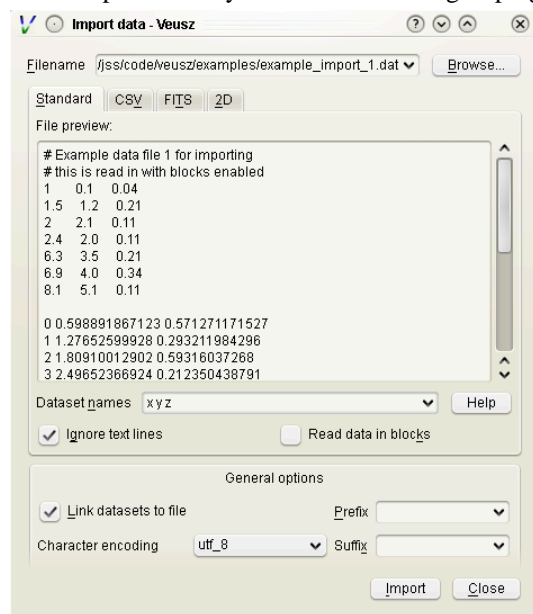 Import data - Veusz
Filename /jss/code/veusz/examples/example_import_1.dat Browse...
Standard CSV FITS 2D
File preview:
# Example data file 1 for importing
# this is read in with blocks enabled
1 0.1 0.04
1.5 1.2 0.21
2 2.1 0.11
2.4 2.0 0.11
6.3 3.5 0.21
6.9 4.0 0.34
8.1 5.1 0.11
0 0.598891867123 0.571271171527
1 1.27652599928 0.293211984296
2 1.80910012902 0.59316037268
3 2.49652366924 0.212350438791
Dataset names x y z Help
Ignore text lines Read data in blocks
General options
Link datasets to file Prefix
Character encoding utf_8 Suffix
Import Close